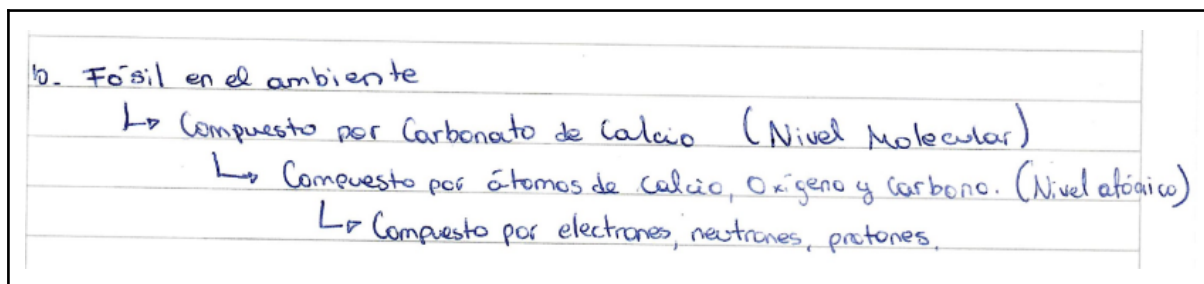 b. Fósil en el ambiente
↳ Compuesto por Carbonato de Calcio (Nivel Molecular)
↳ Compuesto por átomos de calcio, Oxígeno y carbono. (Nivel atómico)
↳ Compuesto por electrones, neutrones, protones.